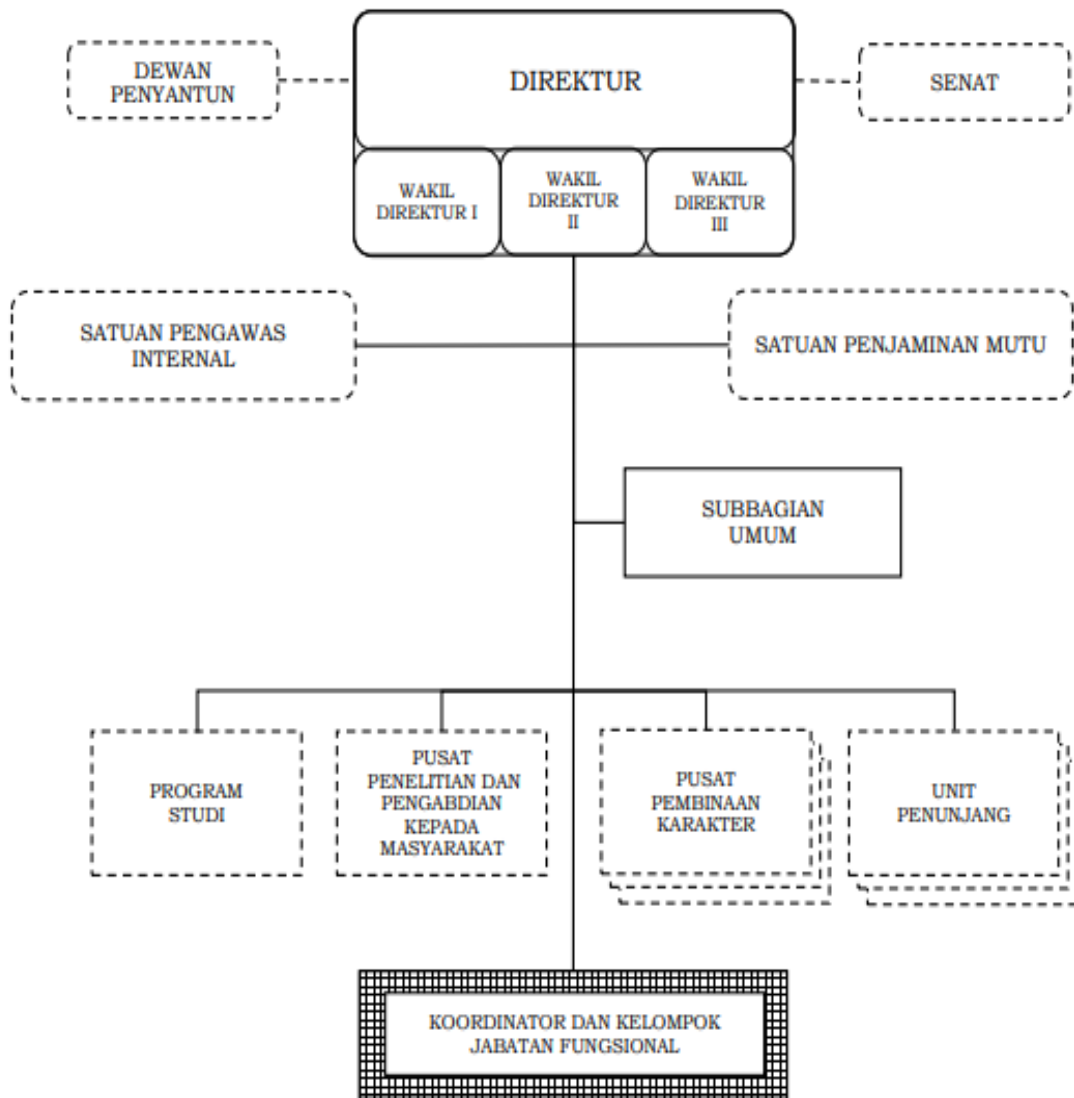 DEWAN
PENYANTUN
DIREKTUR
SENAT
WAKIL
DIREKTUR I
WAKIL
DIREKTUR
II
WAKIL
DIREKTUR
III
SATUAN PENGAWAS
INTERNAL
SATUAN PENJAMINAN MUTU
SUBBAGIAN
UMUM
PROGRAM
STUDI
PUSAT
PENELITIAN DAN
PENGABDIAN
KEPADA
MASYARAKAT
PUSAT
PEMBINAAN
KARAKTER
UNIT
PENUNJANG
KOORDINATOR DAN KELOMPOK
JABATAN FUNGSIONAL